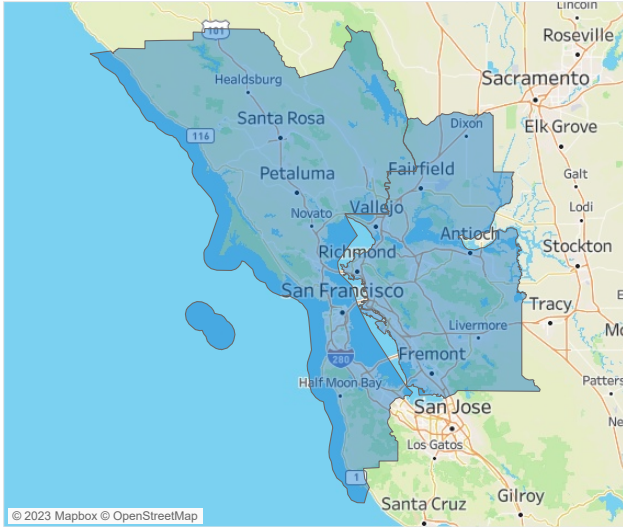 Lincoln
101
Roseville
Healdsburg
Sacramento
Santa Rosa
Dixon
116
Elk Grove
Petaluma
Fairfield
Galt
Novato
Vallejo
Lodi
Antioch
Stockton
Richmond
San Francisco
Tracy
Livermore
280
Fremont
Half Moon Bay
Patters
San Jose
Los Gatos
1
Santa Cruz
Gilroy
© 2023 Mapbox © OpenStreetMap